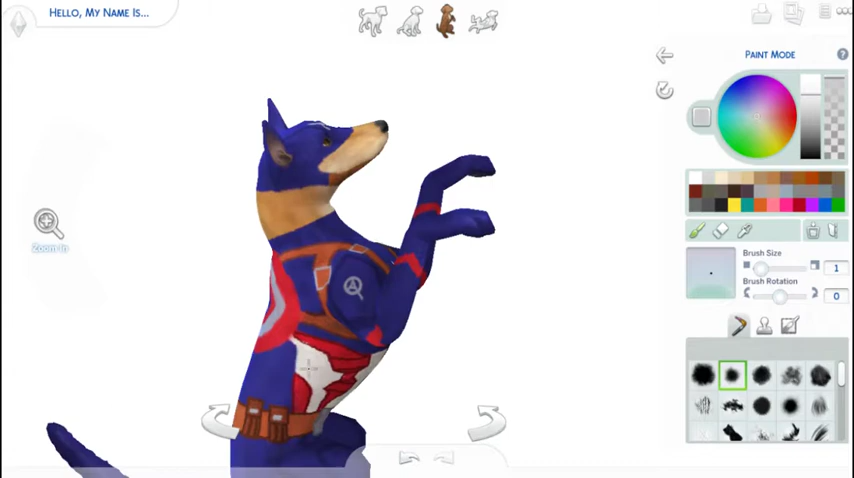 Hello, My Name Is...
Paint Mode
?
Zoom In
Brush Size
1
Brush Rotation
0
A